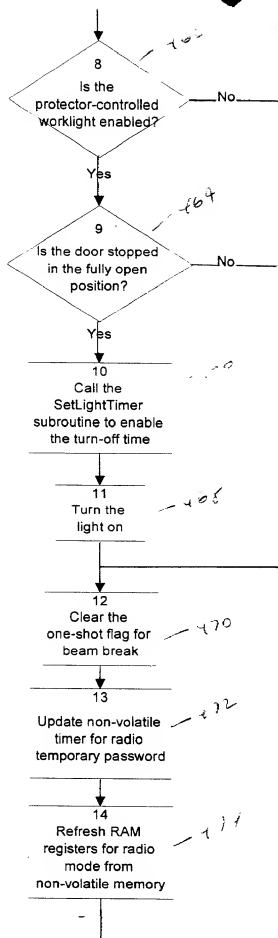 8
Is the
protector-controlled
worklight enabled?
No
Yes
9
Is the door stopped
in the fully open
position?
No
Yes
10
Call the
SetLightTimer
subroutine to enable
the turn-off time
11
Turn the
light on
12
Clear the
one-shot flag for
beam break
470
13
Update non-volatile
timer for radio
temporary password
14
Refresh RAM
registers for radio
mode from
non-volatile memory